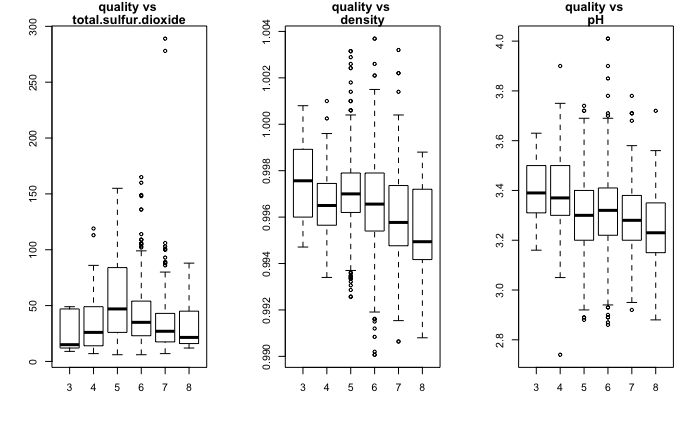 quality vs
total.sulfur.dioxide
300
250
200
150
100
50
0
3 4 5 6 7 8
quality vs
density
1.004
1.002
1.000
0.998
0.996
0.994
0.992
0.990
3 4 5 6 7 8
quality vs
pH
4.0
3.8
3.6
3.4
3.2
3.0
2.8
3 4 5 6 7 8